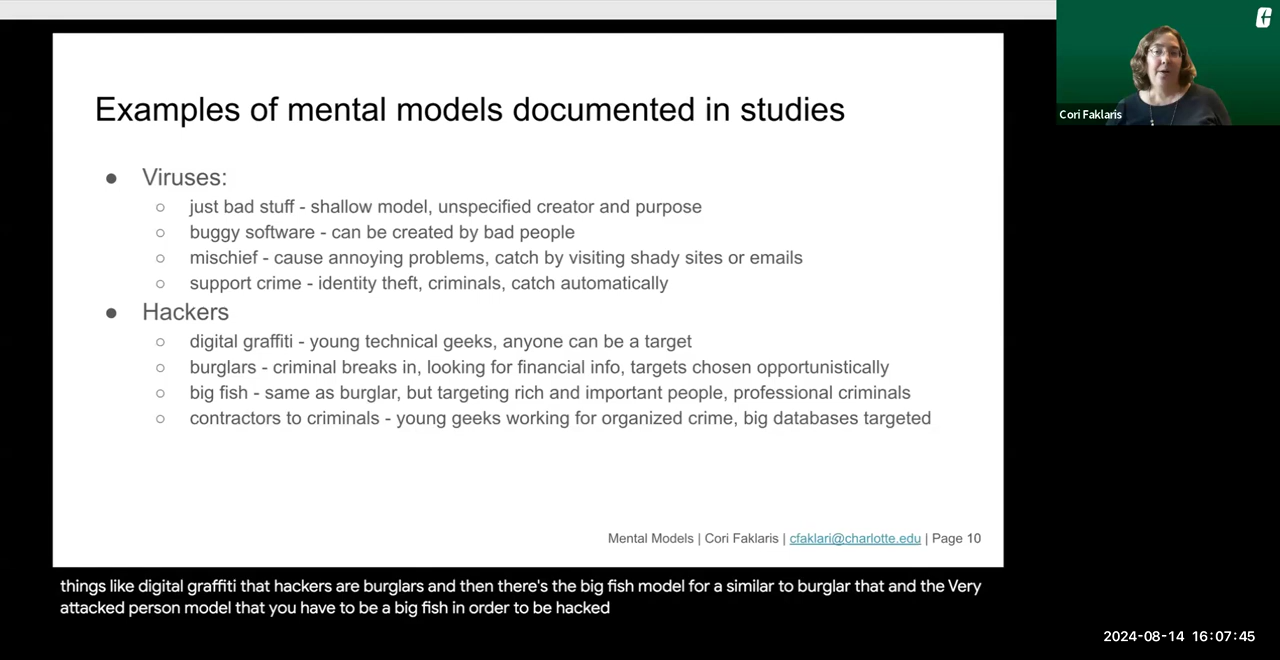 Examples of mental models documented in studies
● Viruses:
○ just bad stuff - shallow model, unspecified creator and purpose
○ buggy software - can be created by bad people
○ mischief - cause annoying problems, catch by visiting shady sites or emails
○ support crime - identity theft, criminals, catch automatically
● Hackers
○ digital graffiti - young technical geeks, anyone can be a target
○ burglars - criminal breaks in, looking for financial info, targets chosen opportunistically
○ big fish - same as burglar, but targeting rich and important people, professional criminals
○ contractors to criminals - young geeks working for organized crime, big databases targeted
Mental Models | Cori Faklaris | cfaklari@charlotte.edu | Page 10
Cori Faklaris
things like digital graffiti that hackers are burglars and then there's the big fish model for a similar to burglar that and the Very
attacked person model that you have to be a big fish in order to be hacked
2024-08-14 16:07:45